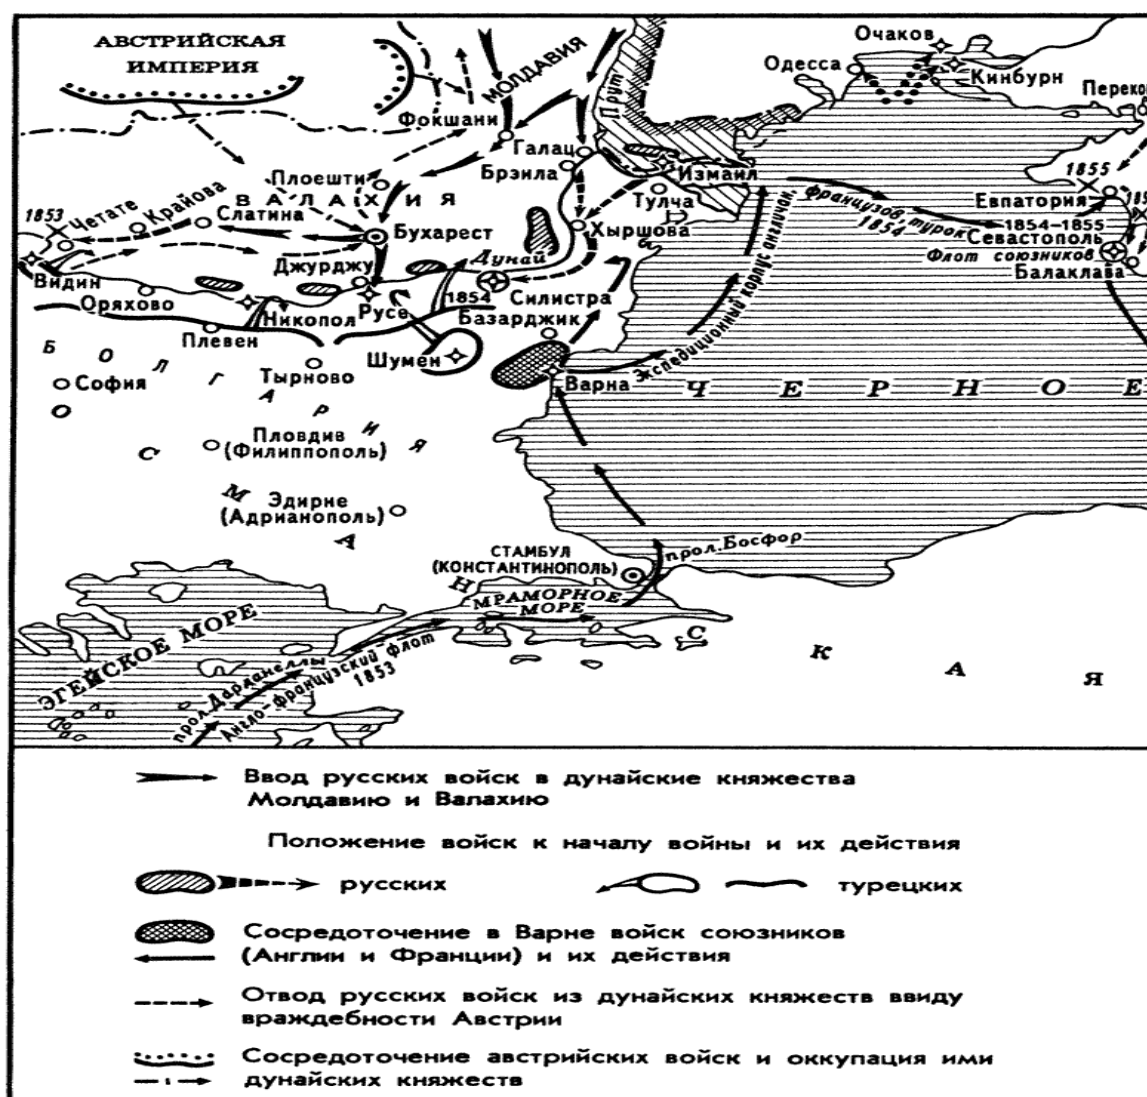 АВСТРИЙСКАЯ
ИМПЕРИЯ
МОЛДАВИЯ
Прут
Очаков
Одесса
Кинбурн
Фокшани
Галац
Брэила
Измаил
Тулча
1855
Евпатория
1854-1855
Севастополь
Флот союзников
Балаклава
Плоешти
ВАЛАХИЯ
1853
Четате
Крайова
Слатина
Бухарест
Хыршова
Видин
Джурджу
Дунай
Оряхово
Никопол
Русе
1854
Силистра
Базарджик
Плевен
Шумен
Варна
Экспедиционный корпус англичан,
французов, турок
1854
БОЛГАРИЯ
София
Тырново
ЧЕРНОЕ
Пловдив
(Филиппополь)
Эдирне
(Адрианополь)
ОСМАНСКАЯ
СТАМБУЛ
(КОНСТАНТИНОПОЛЬ)
прол. Босфор
МРАМОРНОЕ
МОРЕ
ЭГЕЙСКОЕ МОРЕ
прол. Дарданеллы
Англо-французский флот
1853
Ввод русских войск в дунайские княжества
Молдавию и Валахию
Положение войск к началу войны и их действия
русских
турецких
Сосредоточение в Варне войск союзников
(Англии и Франции) и их действия
Отвод русских войск из дунайских княжеств ввиду
враждебности Австрии
Сосредоточение австрийских войск и оккупация ими
дунайских княжеств